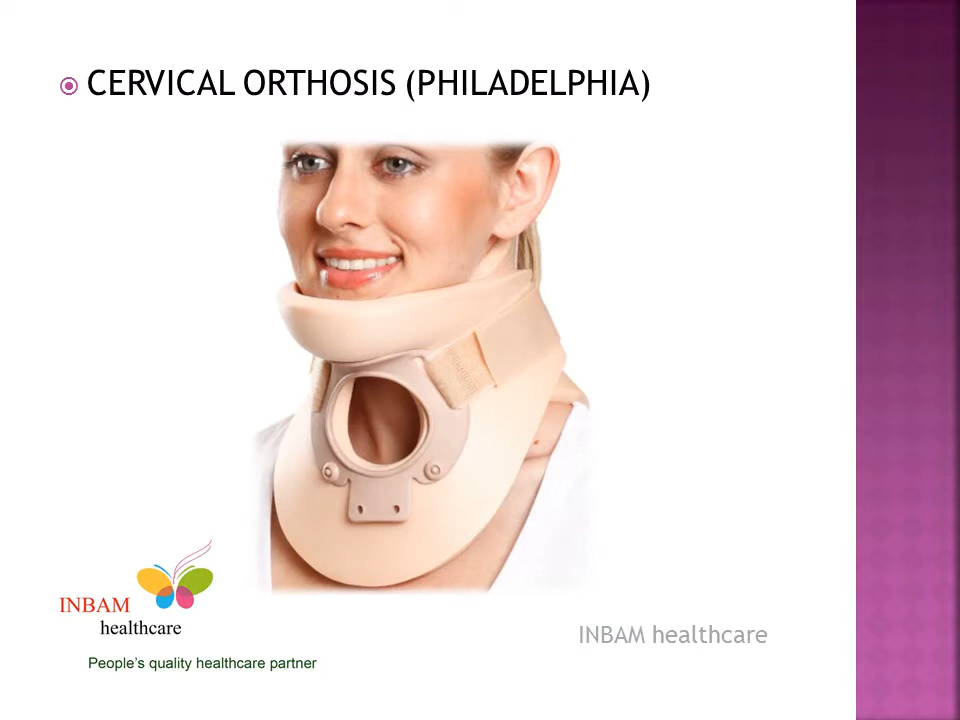 CERVICAL ORTHOSIS (PHILADELPHIA)
INBAM
healthcare
People's quality healthcare partner
INBAM healthcare